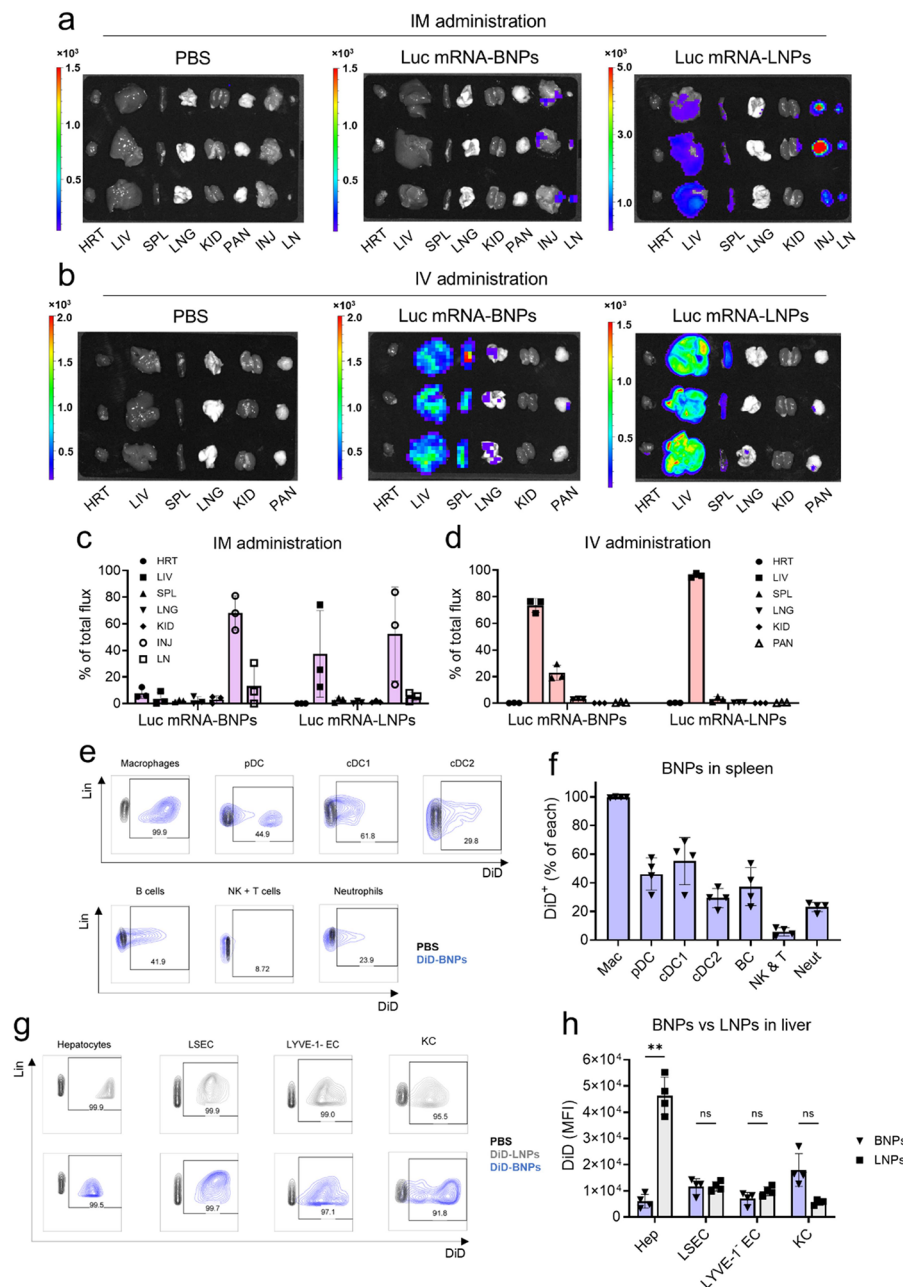 a
IM administration
PBS
Luc mRNA-BNPs
Luc mRNA-LNPs
×10³
1.5
1.0
0.5
×10³
1.5
1.0
0.5
×10³
5.0
3.0
1.0
HRT LIV SPL LNG KID PAN INJ LN
HRT LIV SPL LNG KID PAN INJ LN
HRT LIV SPL LNG KID INJ LN
b
IV administration
PBS
Luc mRNA-BNPs
Luc mRNA-LNPs
×10³
2.0
1.5
1.0
0.5
×10³
2.0
1.5
1.0
0.5
×10³
1.5
1.0
0.5
HRT LIV SPL LNG KID PAN
HRT LIV SPL LNG KID PAN
HRT LIV SPL LNG KID PAN
c
IM administration
% of total flux
100
80
60
40
20
0
HRT
LIV
SPL
LNG
KID
INJ
LN
Luc mRNA-BNPs Luc mRNA-LNPs
d
IV administration
% of total flux
100
80
60
40
20
0
HRT
LIV
SPL
LNG
KID
PAN
Luc mRNA-BNPs Luc mRNA-LNPs
e
Lin
Macrophages pDC cDC1 cDC2
99.9 44.9 61.8 29.8
DiD
B cells NK + T cells Neutrophils
Lin
41.9 8.72 23.9
DiD
PBS
DiD-BNPs
f
BNPs in spleen
DiD⁺ (% of each)
100
80
60
40
20
0
Mac pDC cDC1 cDC2 BC NK & T Neut
g
Lin
Hepatocytes LSEC LYVE-1- EC KC
99.9 99.9 99.0 95.5
99.5 99.7 97.1 91.8
DiD
PBS
DiD-LNPs
DiD-BNPs
h
BNPs vs LNPs in liver
DiD (MFI)
6×10⁴
5×10⁴
4×10⁴
3×10⁴
2×10⁴
1×10⁴
0
** ns ns ns
BNPs
LNPs
Hep LSEC LYVE-1⁻ EC KC